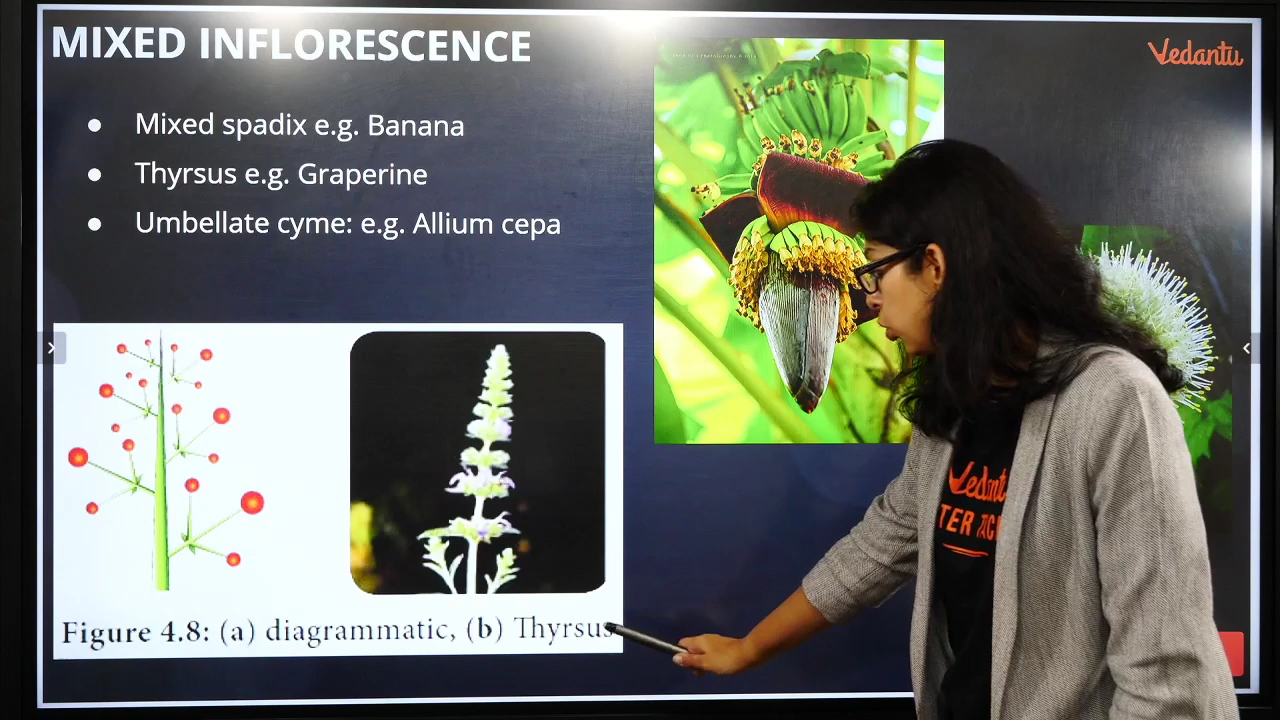 MIXED INFLORESCENCE
Vedantu
● Mixed spadix e.g. Banana
● Thyrsus e.g. Graperine
● Umbellate cyme: e.g. Allium cepa
Figure 4.8: (a) diagrammatic, (b) Thyrsus